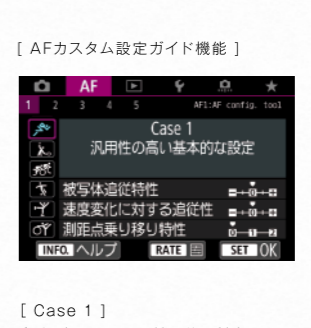 [ AFカスタム設定ガイド機能 ]
AF
1 2 3 4 5 AF1:AF config. tool
Case 1
汎用性の高い基本的な設定
被写体追従特性
速度変化に対する追従性
測距点乗り移り特性
INFO. ヘルプ RATE SET OK
[ Case 1 ]